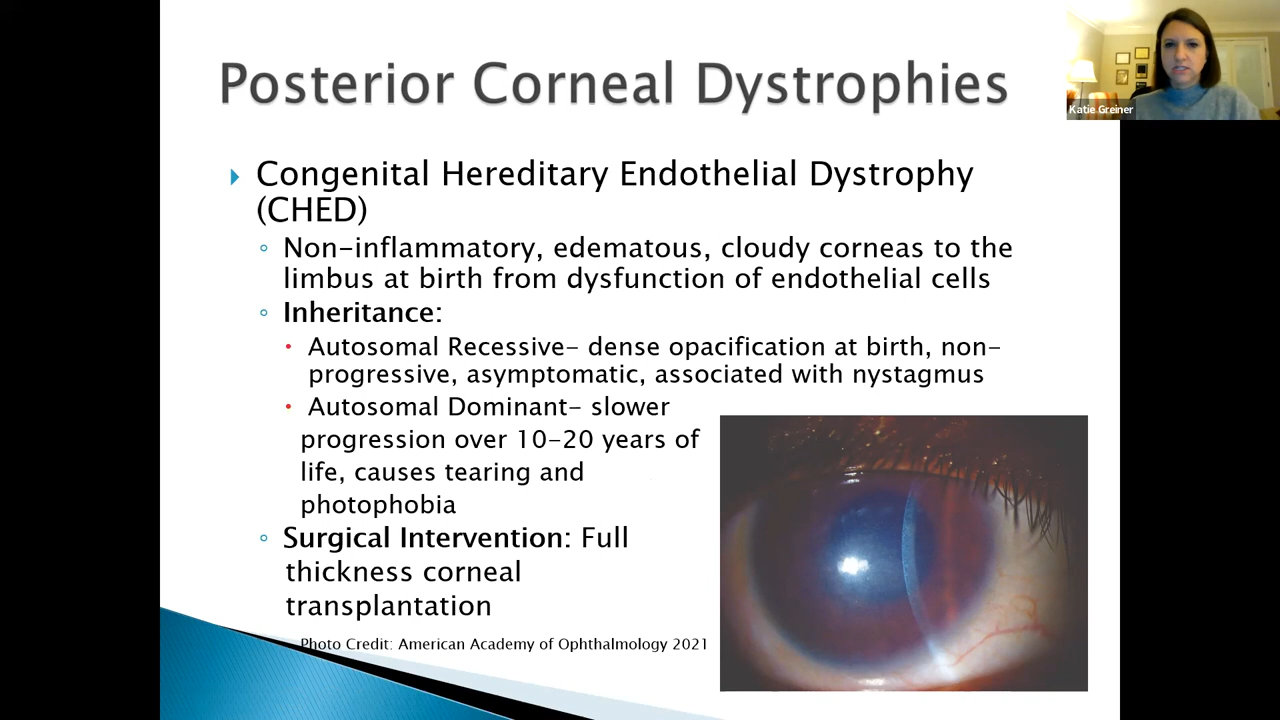 Posterior Corneal Dystrophies
Katie Greiner
Congenital Hereditary Endothelial Dystrophy
(CHED)
Non-inflammatory, edematous, cloudy corneas to the
limbus at birth from dysfunction of endothelial cells
Inheritance:
Autosomal Recessive- dense opacification at birth, non-
progressive, asymptomatic, associated with nystagmus
Autosomal Dominant- slower
progression over 10-20 years of
life, causes tearing and
photophobia
Surgical Intervention: Full
thickness corneal
transplantation
Photo Credit: American Academy of Ophthalmology 2021